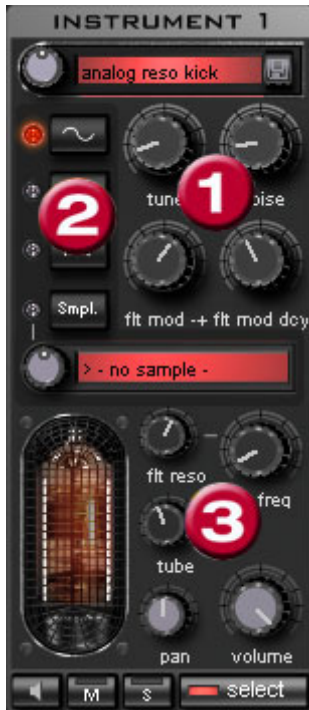 INSTRUMENT 1
analog reso kick
1
tune
2
Smpl.
flt mod -+ flt mod dcy
> - no sample -
flt reso
freq
3
tube
pan volume
M S select